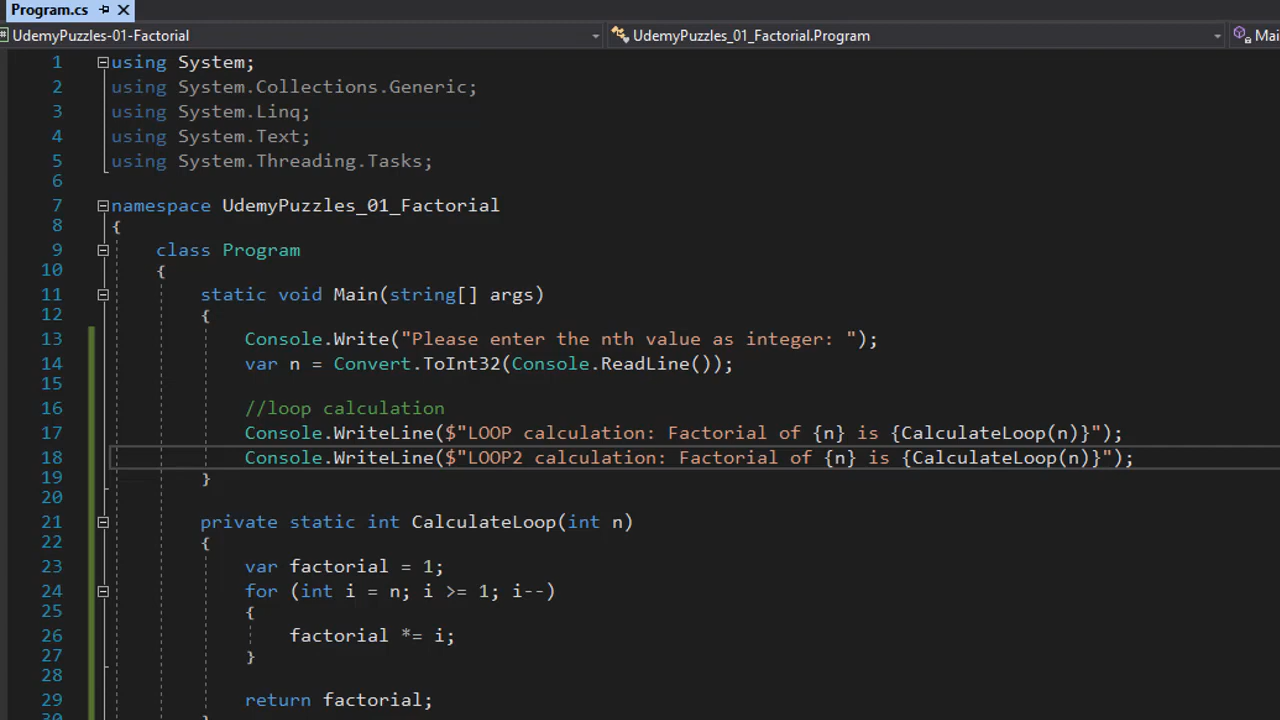 Program.cs
UdemyPuzzles-01-Factorial UdemyPuzzles_01_Factorial.Program Mai
1 using System;
2 using System.Collections.Generic;
3 using System.Linq;
4 using System.Text;
5 using System.Threading.Tasks;
6
7 namespace UdemyPuzzles_01_Factorial
8 {
9 class Program
10 {
11 static void Main(string[] args)
12 {
13 Console.Write("Please enter the nth value as integer: ");
14 var n = Convert.ToInt32(Console.ReadLine());
15
16 //loop calculation
17 Console.WriteLine($"LOOP calculation: Factorial of {n} is {CalculateLoop(n)}");
18 Console.WriteLine($"LOOP2 calculation: Factorial of {n} is {CalculateLoop(n)}");
19 }
20
21 private static int CalculateLoop(int n)
22 {
23 var factorial = 1;
24 for (int i = n; i >= 1; i--)
25 {
26 factorial *= i;
27 }
28
29 return factorial;
30 }